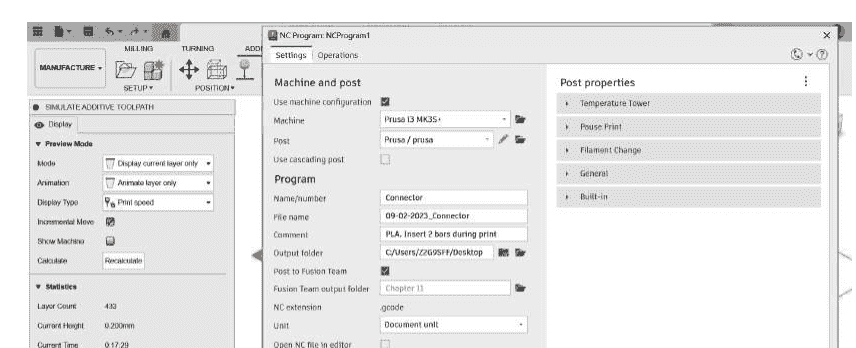 NC Program: NCProgram1
MILLING
TURNING
ADDI
MANUFACTURE
SETUP
POSITION
Settings
Operations
Machine and post
Use machine configuration
Machine
Prusa i3 MK3S+
Post
Prusa / prusa
Use cascading post
Program
Name/number
Connector
File name
09-02-2023_Connector
Comment
PLA, Insert 2 bars during print
Output folder
C/Users/Z2G9SFF/Desktop
Post to Fusion Team
Fusion Team output folder
Chapter 11
NC extension
.gcode
Unit
Document unit
Open NC file in editor
Post properties
Temperature Tower
Pause Print
Filament Change
General
Built-in
SIMULATE ADDITIVE TOOLPATH
Display
Preview Mode
Mode
Display current layer only
Animation
Animate layer only
Display Type
Print speed
Incremental Move
Show Machine
Calculate
Recalculate
Statistics
Layer Count
433
Current Height
0.200mm
Current Time
0:17:29